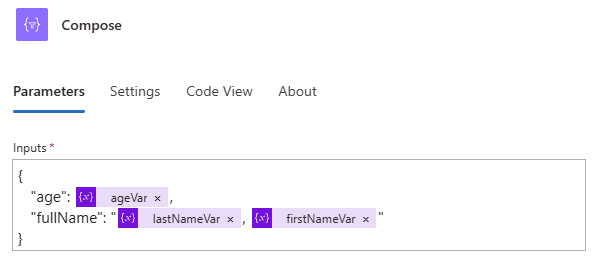 Compose
Parameters Settings Code View About
Inputs *
{
"age": {x} ageVar × ,
"fullName": " {x} lastNameVar × , {x} firstNameVar × "
}